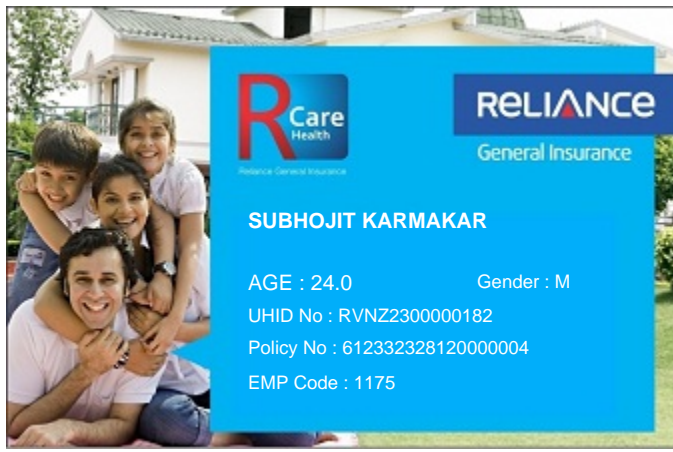 R Care
Health
Reliance General Insurance
RELIANCE
General Insurance
SUBHOJIT KARMAKAR
AGE : 24.0 Gender : M
UHID No : RVNZ2300000182
Policy No : 612332328120000004
EMP Code : 1175